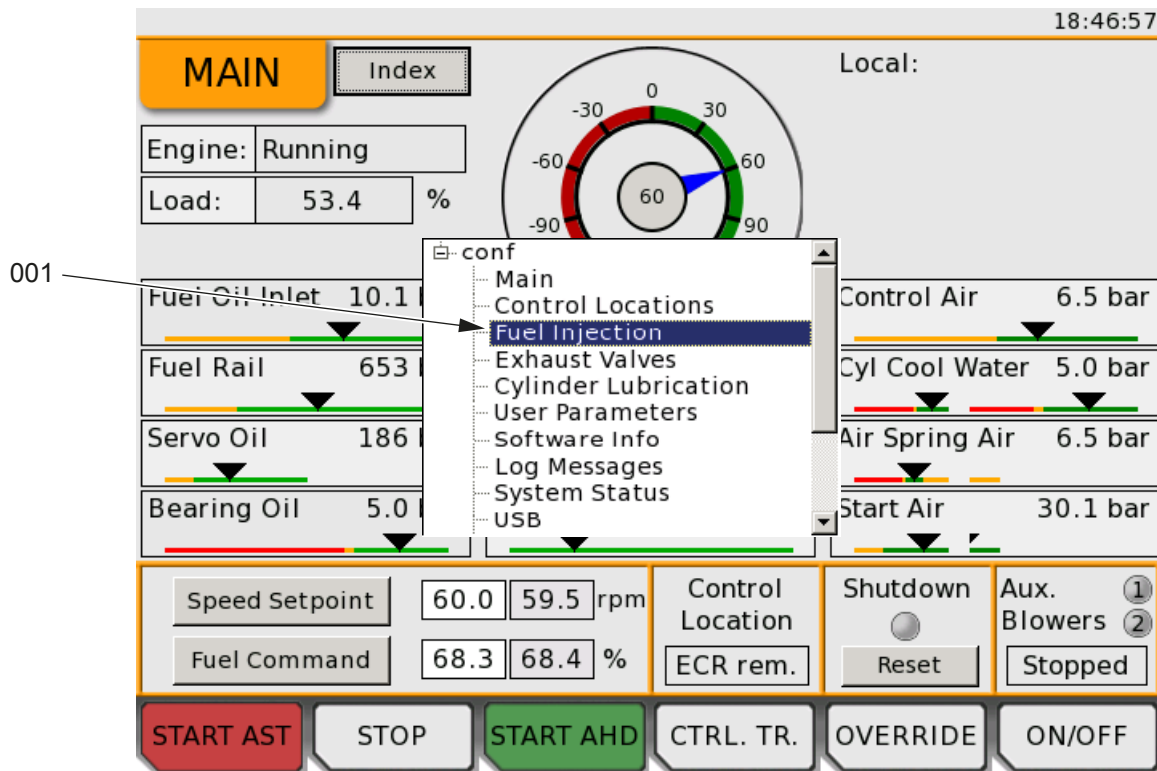 18:46:57
MAIN
Index
Local:
Engine: Running
Load: 53.4 %
0
-30 30
-60 60
60
-90 90
001
conf
Main
Control Locations
Fuel Injection
Exhaust Valves
Cylinder Lubrication
User Parameters
Software Info
Log Messages
System Status
USB
Fuel Oil Inlet 10.1
Fuel Rail 653
Servo Oil 186
Bearing Oil 5.0
Control Air 6.5 bar
Cyl Cool Water 5.0 bar
Air Spring Air 6.5 bar
Start Air 30.1 bar
Speed Setpoint 60.0 59.5 rpm
Fuel Command 68.3 68.4 %
Control
Location
ECR rem.
Shutdown
Reset
Aux. 1
Blowers 2
Stopped
START AST
STOP
START AHD
CTRL. TR.
OVERRIDE
ON/OFF